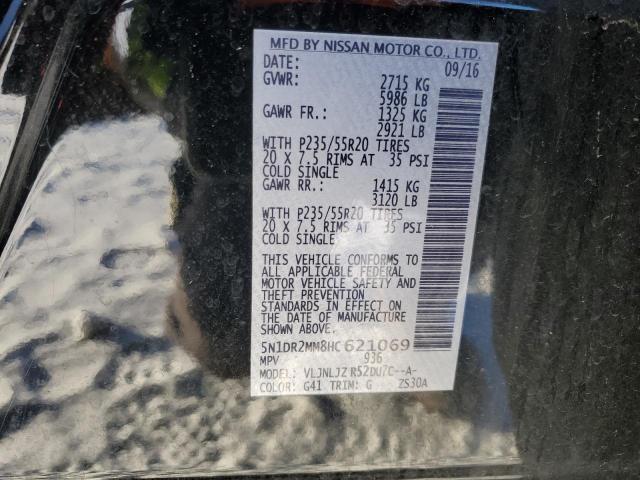 MFD BY NISSAN MOTOR CO., LTD.
DATE: 09/16
GVWR: 2715 KG
5986 LB
GAWR FR.: 1325 KG
2921 LB
WITH P235/55R20 TIRES
20 X 7.5 RIMS AT 35 PSI
COLD SINGLE
GAWR RR.: 1415 KG
3120 LB
WITH P235/55R20 TIRES
20 X 7.5 RIMS AT 35 PSI
COLD SINGLE
THIS VEHICLE CONFORMS TO
ALL APPLICABLE FEDERAL
MOTOR VEHICLE SAFETY AND
THEFT PREVENTION
STANDARDS IN EFFECT ON
THE DATE OF MANUFACTURE
SHOWN ABOVE.
5N1DR2MM8HC621069
MPV 936
MODEL: VLJNLJZ R52DU7C--A-
COLOR: G41 TRIM: G ZS30A